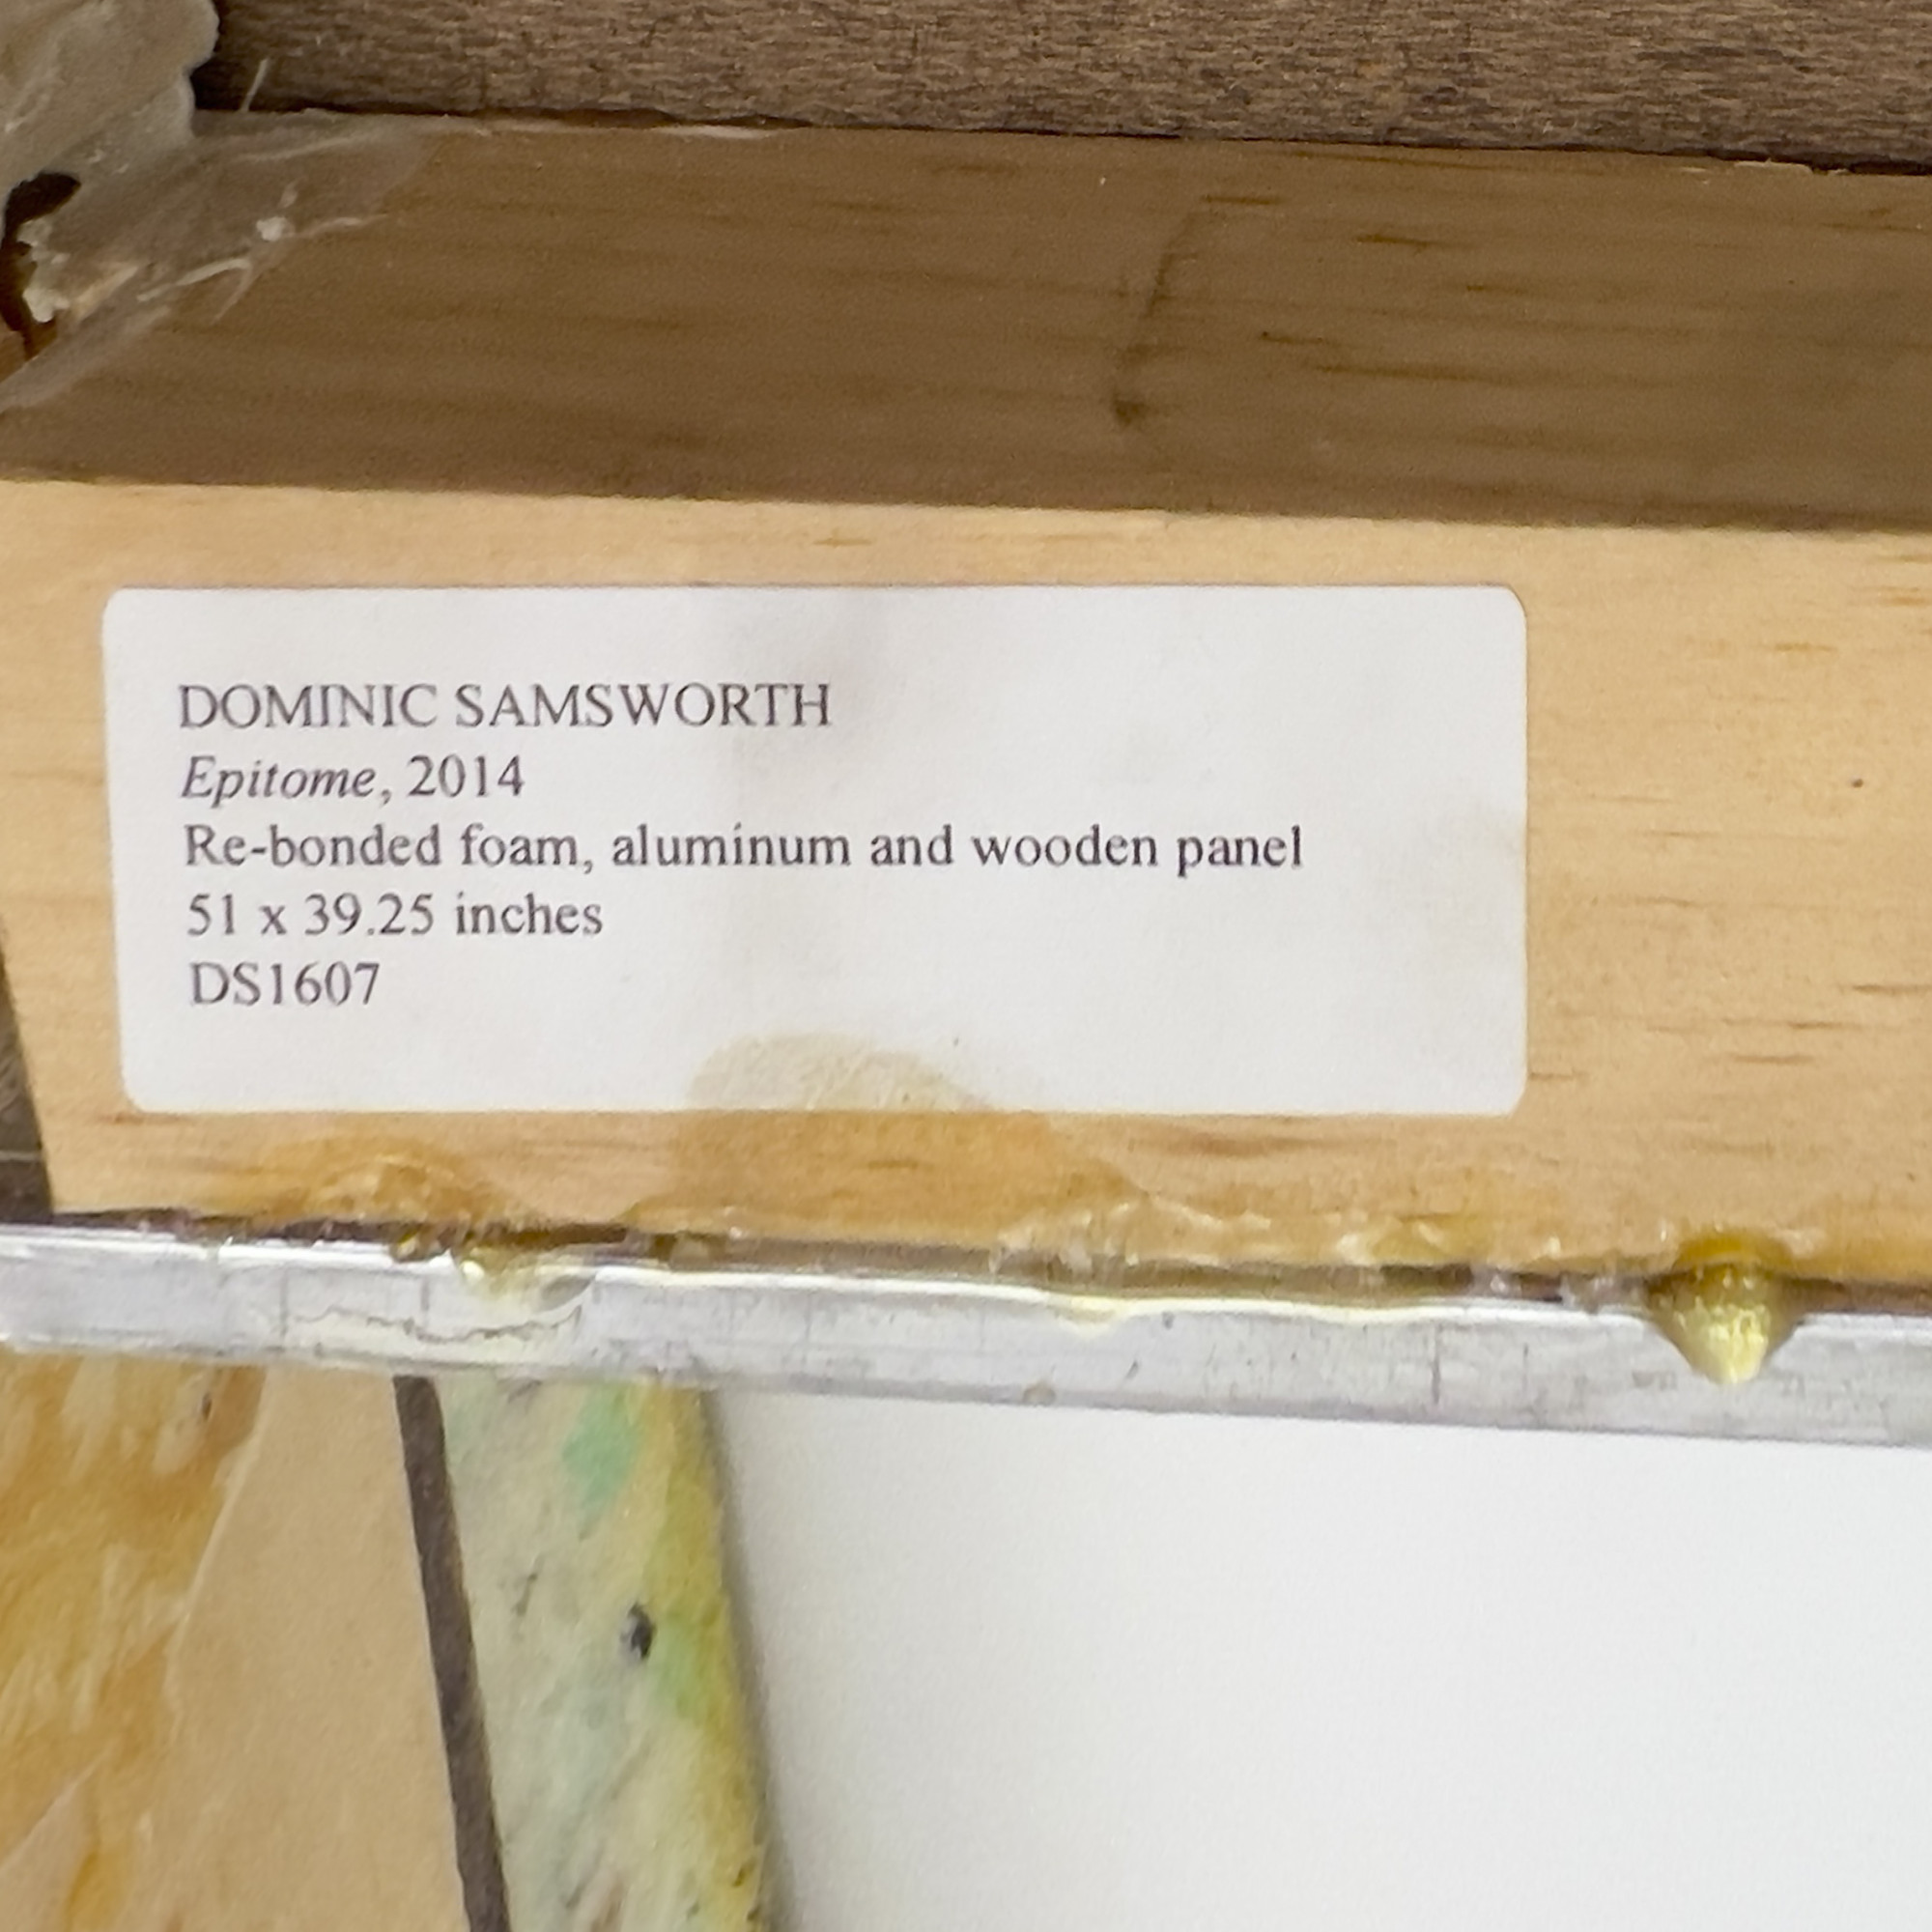 DOMINIC SAMSWORTH
Epitome, 2014
Re-bonded foam, aluminum and wooden panel
51 x 39.25 inches
DS1607